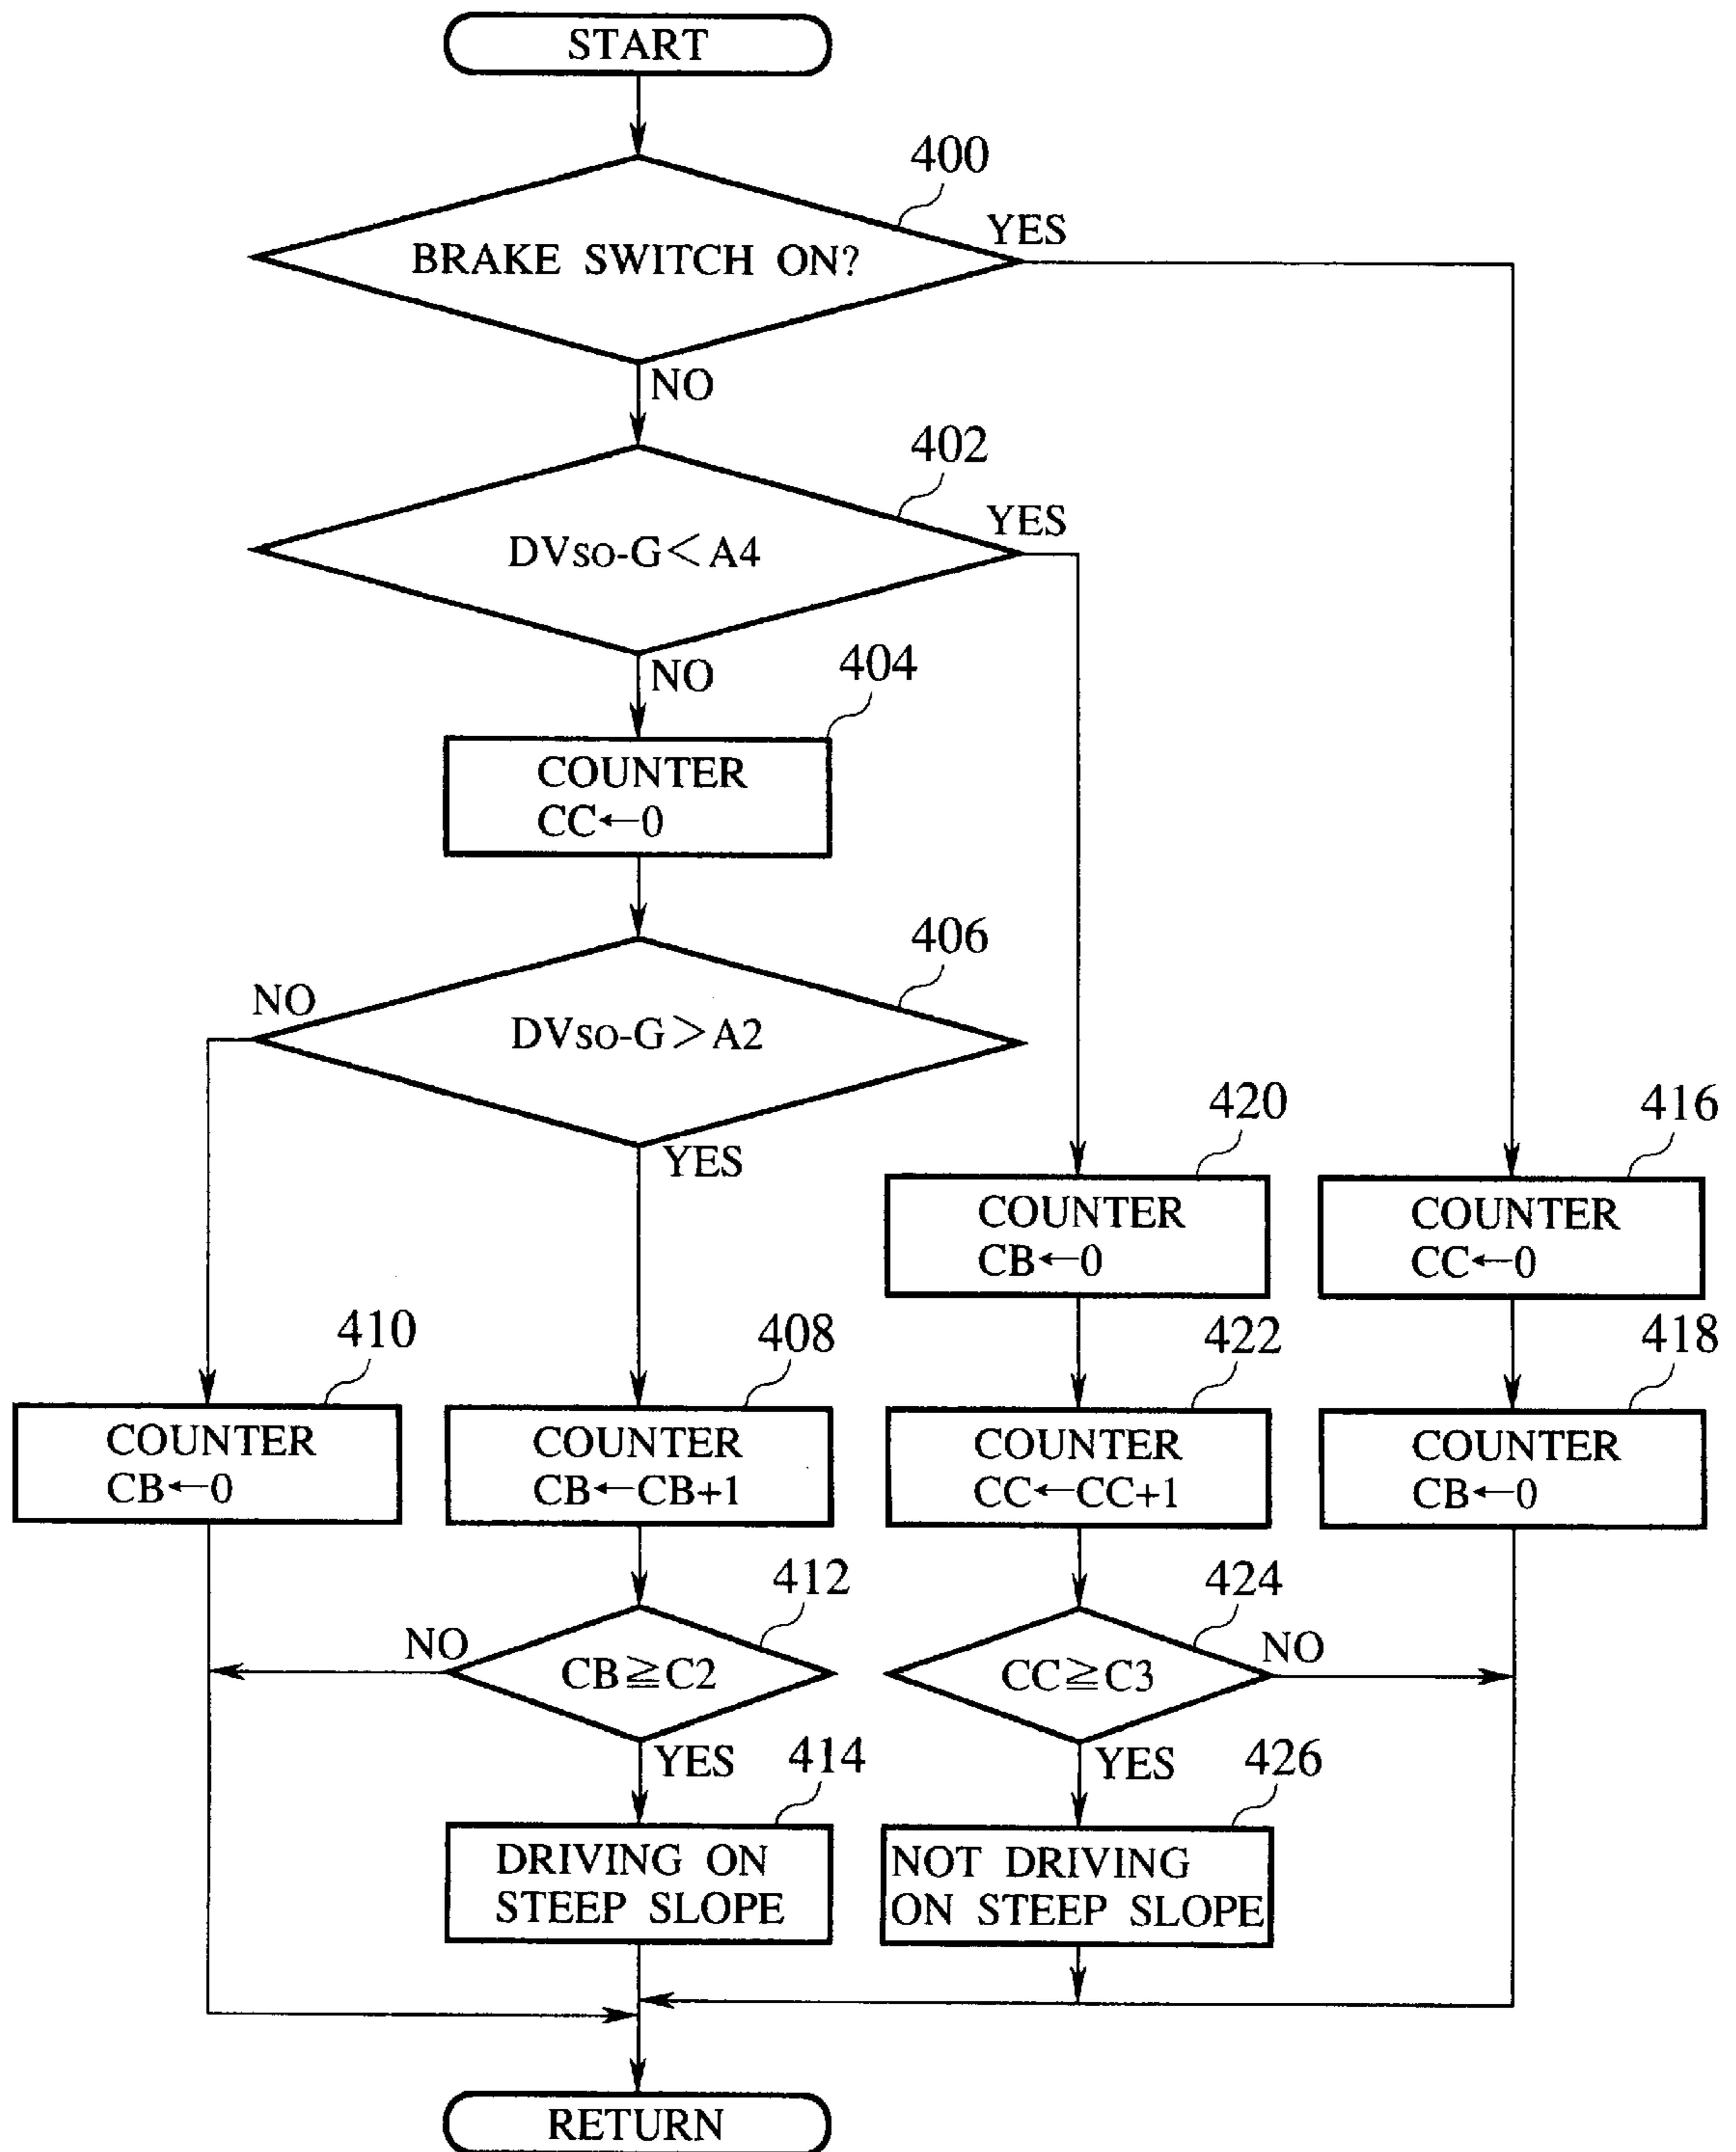 START
400
BRAKE SWITCH ON?
YES
NO
402
DVso-G<A4
YES
NO
404
COUNTER
CC←0
406
DVso-G>A2
NO
YES
420
COUNTER
CB←0
416
COUNTER
CC←0
410
COUNTER
CB←0
408
COUNTER
CB←CB+1
422
COUNTER
CC←CC+1
418
COUNTER
CB←0
412
CB≧C2
NO
YES
424
CC≧C3
NO
YES
414
DRIVING ON
STEEP SLOPE
426
NOT DRIVING
ON STEEP SLOPE
RETURN